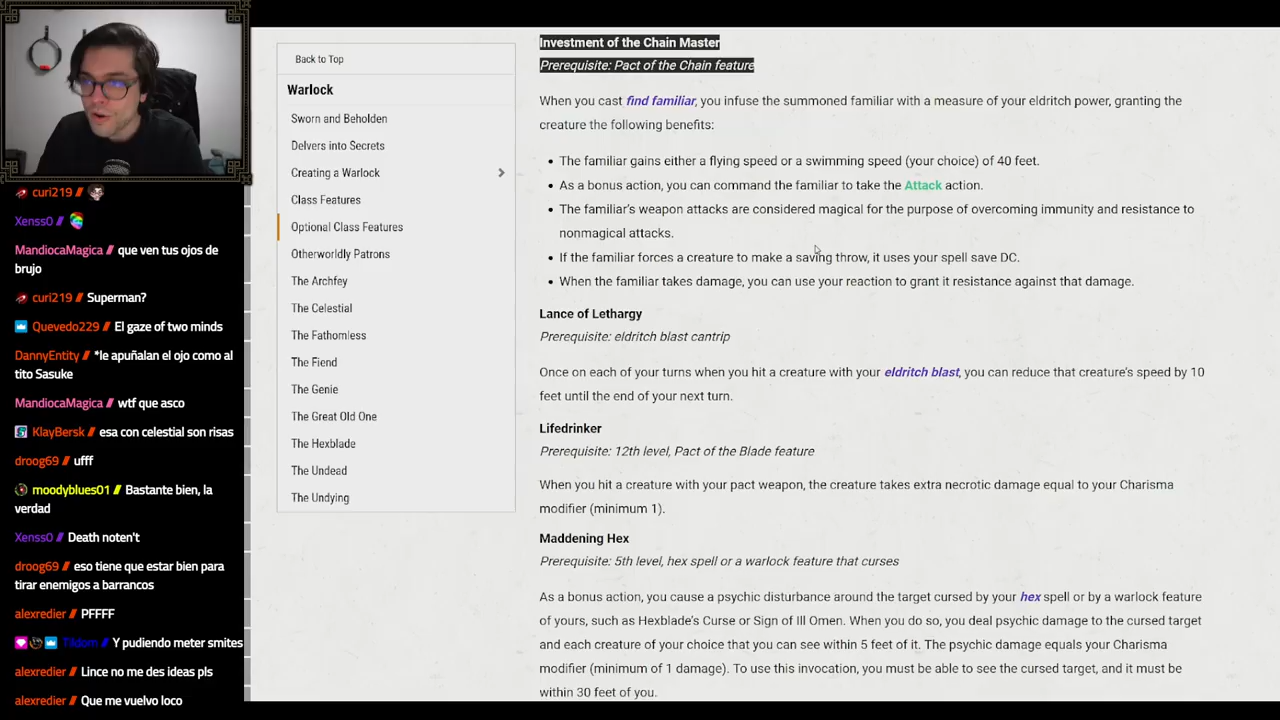 curi219 //
Xenss0 //
MandiocaMagica // que ven tus ojos de
brujo
curi219 // Superman?
Quevedo229 // El gaze of two minds
DannyEntity // *le apuñalan el ojo como al
tito Sasuke
MandiocaMagica // wtf que asco
KlayBersk // esa con celestial son risas
droog69 // ufff
moodyblues01 // Bastante bien, la
verdad
Xenss0 // Death noten't
droog69 // eso tiene que estar bien para
tirar enemigos a barrancos
alexredier // PFFFF
Tildom // Y pudiendo meter smites
alexredier // Lince no me des ideas pls
alexredier // Que me vuelvo loco
Back to Top
Warlock
Sworn and Beholden
Delvers into Secrets
Creating a Warlock
Class Features
Optional Class Features
Otherworldly Patrons
The Archfey
The Celestial
The Fathomless
The Fiend
The Genie
The Great Old One
The Hexblade
The Undead
The Undying
Investment of the Chain Master
Prerequisite: Pact of the Chain feature
When you cast find familiar, you infuse the summoned familiar with a measure of your eldritch power, granting the
creature the following benefits:
• The familiar gains either a flying speed or a swimming speed (your choice) of 40 feet.
• As a bonus action, you can command the familiar to take the Attack action.
• The familiar's weapon attacks are considered magical for the purpose of overcoming immunity and resistance to
nonmagical attacks.
• If the familiar forces a creature to make a saving throw, it uses your spell save DC.
• When the familiar takes damage, you can use your reaction to grant it resistance against that damage.
Lance of Lethargy
Prerequisite: eldritch blast cantrip
Once on each of your turns when you hit a creature with your eldritch blast, you can reduce that creature's speed by 10
feet until the end of your next turn.
Lifedrinker
Prerequisite: 12th level, Pact of the Blade feature
When you hit a creature with your pact weapon, the creature takes extra necrotic damage equal to your Charisma
modifier (minimum 1).
Maddening Hex
Prerequisite: 5th level, hex spell or a warlock feature that curses
As a bonus action, you cause a psychic disturbance around the target cursed by your hex spell or by a warlock feature
of yours, such as Hexblade's Curse or Sign of Ill Omen. When you do so, you deal psychic damage to the cursed target
and each creature of your choice that you can see within 5 feet of it. The psychic damage equals your Charisma
modifier (minimum of 1 damage). To use this invocation, you must be able to see the cursed target, and it must be
within 30 feet of you.